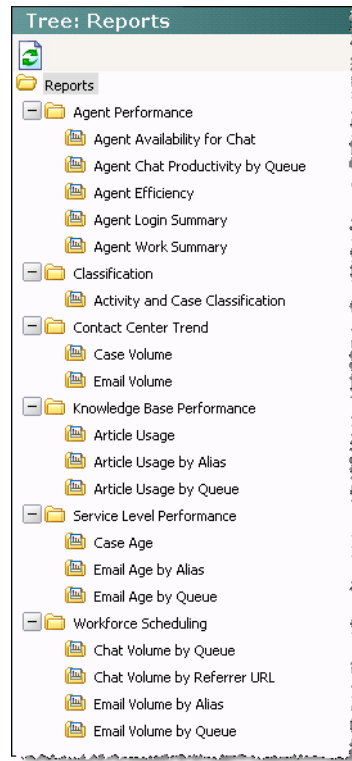 Tree: Reports
Reports
Agent Performance
Agent Availability for Chat
Agent Chat Productivity by Queue
Agent Efficiency
Agent Login Summary
Agent Work Summary
Classification
Activity and Case Classification
Contact Center Trend
Case Volume
Email Volume
Knowledge Base Performance
Article Usage
Article Usage by Alias
Article Usage by Queue
Service Level Performance
Case Age
Email Age by Alias
Email Age by Queue
Workforce Scheduling
Chat Volume by Queue
Chat Volume by Referrer URL
Email Volume by Alias
Email Volume by Queue